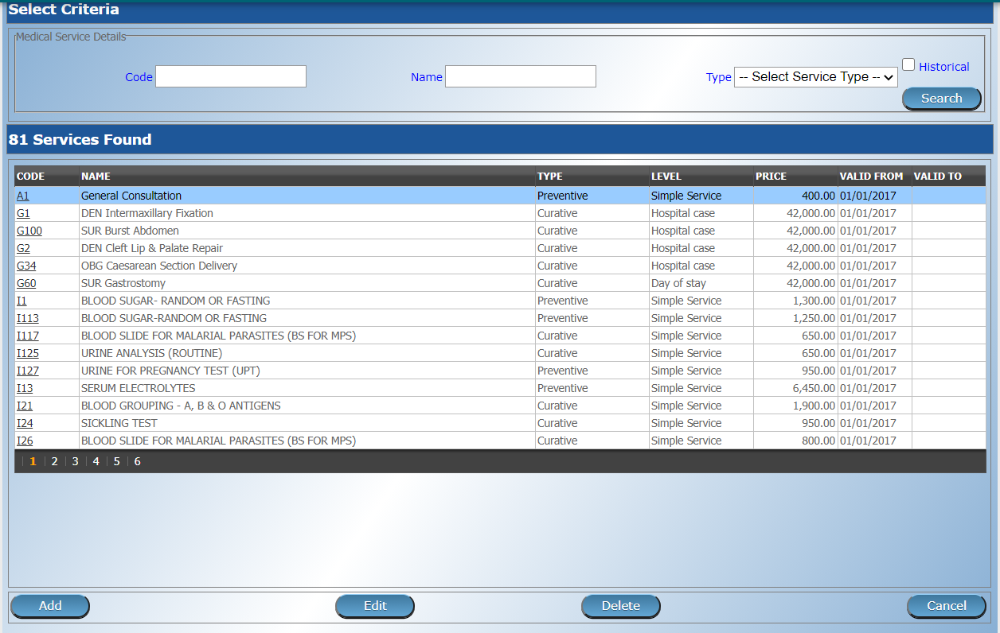 Select Criteria
Medical Service Details
Code Name Type -- Select Service Type -- Historical
Search
81 Services Found
CODE NAME TYPE LEVEL PRICE VALID FROM VALID TO
A1 General Consultation Preventive Simple Service 400.00 01/01/2017
G1 DEN Intermaxillary Fixation Curative Hospital case 42,000.00 01/01/2017
G100 SUR Burst Abdomen Curative Hospital case 42,000.00 01/01/2017
G2 DEN Cleft Lip & Palate Repair Curative Hospital case 42,000.00 01/01/2017
G34 OBG Caesarean Section Delivery Curative Hospital case 42,000.00 01/01/2017
G60 SUR Gastrostomy Curative Day of stay 42,000.00 01/01/2017
I1 BLOOD SUGAR- RANDOM OR FASTING Preventive Simple Service 1,300.00 01/01/2017
I113 BLOOD SUGAR-RANDOM OR FASTING Preventive Simple Service 1,250.00 01/01/2017
I117 BLOOD SLIDE FOR MALARIAL PARASITES (BS FOR MPS) Curative Simple Service 650.00 01/01/2017
I125 URINE ANALYSIS (ROUTINE) Curative Simple Service 650.00 01/01/2017
I127 URINE FOR PREGNANCY TEST (UPT) Preventive Simple Service 950.00 01/01/2017
I13 SERUM ELECTROLYTES Preventive Simple Service 6,450.00 01/01/2017
I21 BLOOD GROUPING - A, B & O ANTIGENS Curative Simple Service 1,900.00 01/01/2017
I24 SICKLING TEST Curative Simple Service 950.00 01/01/2017
I26 BLOOD SLIDE FOR MALARIAL PARASITES (BS FOR MPS) Curative Simple Service 800.00 01/01/2017
1 2 3 4 5 6
Add Edit Delete Cancel